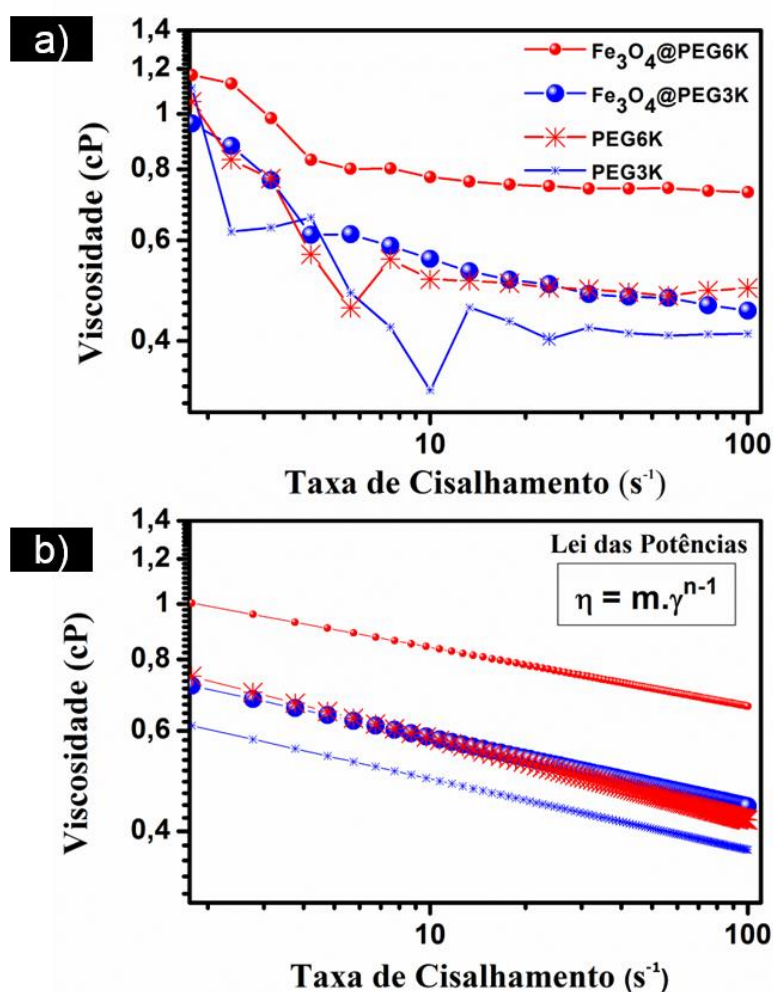 a)
1,4
1,2
1
0,8
0,6
0,4
Viscosidade (cP)
Fe₃O₄@PEG6K
Fe₃O₄@PEG3K
PEG6K
PEG3K
10
100
Taxa de Cisalhamento (s⁻¹)
b)
1,4
1,2
1
0,8
0,6
0,4
Viscosidade (cP)
Lei das Potências
η = m.γⁿ⁻¹
10
100
Taxa de Cisalhamento (s⁻¹)